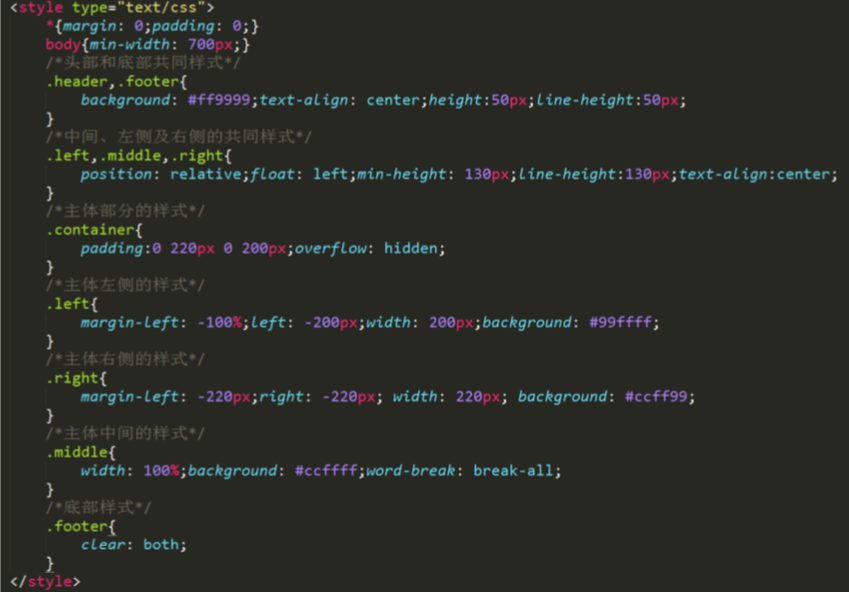 <style type="text/css">
*{margin: 0;padding: 0;}
body{min-width: 700px;}
/*头部和底部共同样式*/
.header,.footer{
background: #ff9999;text-align: center;height:50px;line-height:50px;
}
/*中间、左侧及右侧的共同样式*/
.left,.middle,.right{
position: relative;float: left;min-height: 130px;line-height:130px;text-align:center;
}
/*主体部分的样式*/
.container{
padding:0 220px 0 200px;overflow: hidden;
}
/*主体左侧的样式*/
.left{
margin-left: -100%;left: -200px;width: 200px;background: #99ffff;
}
/*主体右侧的样式*/
.right{
margin-left: -220px;right: -220px; width: 220px; background: #ccff99;
}
/*主体中间的样式*/
.middle{
width: 100%;background: #ccffff;word-break: break-all;
}
/*底部样式*/
.footer{
clear: both;
}
</style>